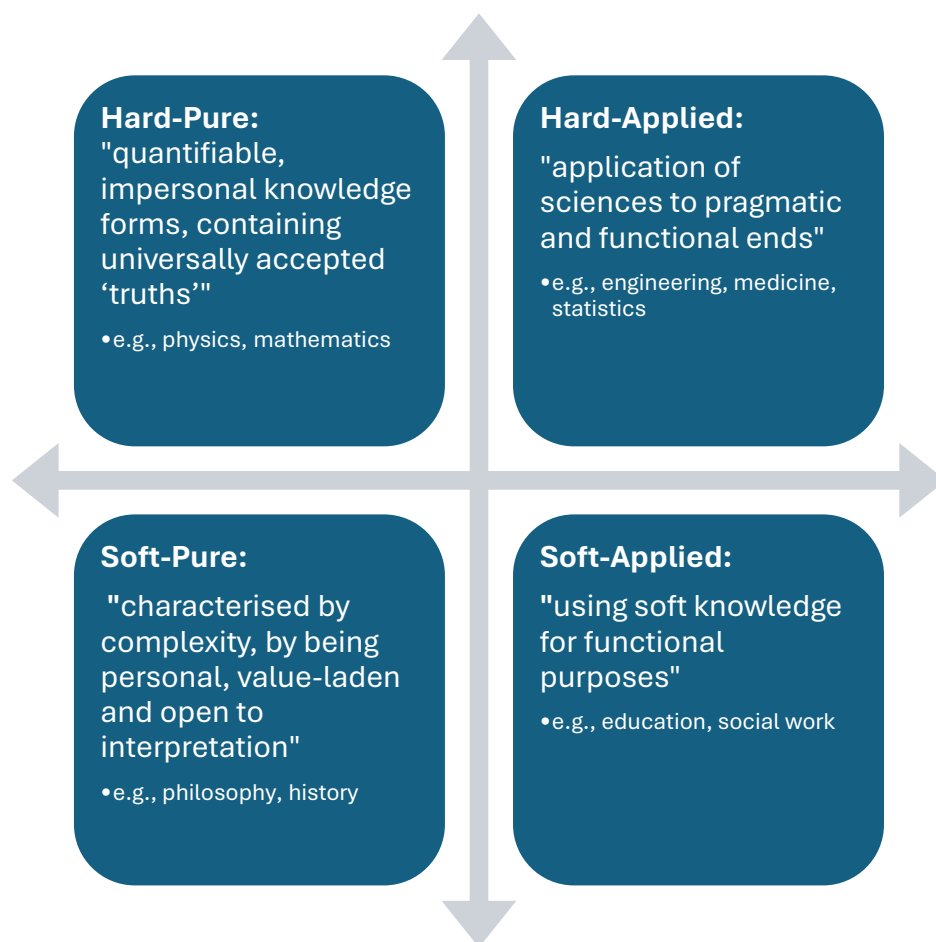 Hard-Pure:
"quantifiable,
impersonal knowledge
forms, containing
universally accepted
‘truths’"
•e.g., physics, mathematics
Hard-Applied:
"application of
sciences to pragmatic
and functional ends"
•e.g., engineering, medicine,
statistics
Soft-Pure:
"characterised by
complexity, by being
personal, value-laden
and open to
interpretation"
•e.g., philosophy, history
Soft-Applied:
"using soft knowledge
for functional
purposes"
•e.g., education, social work